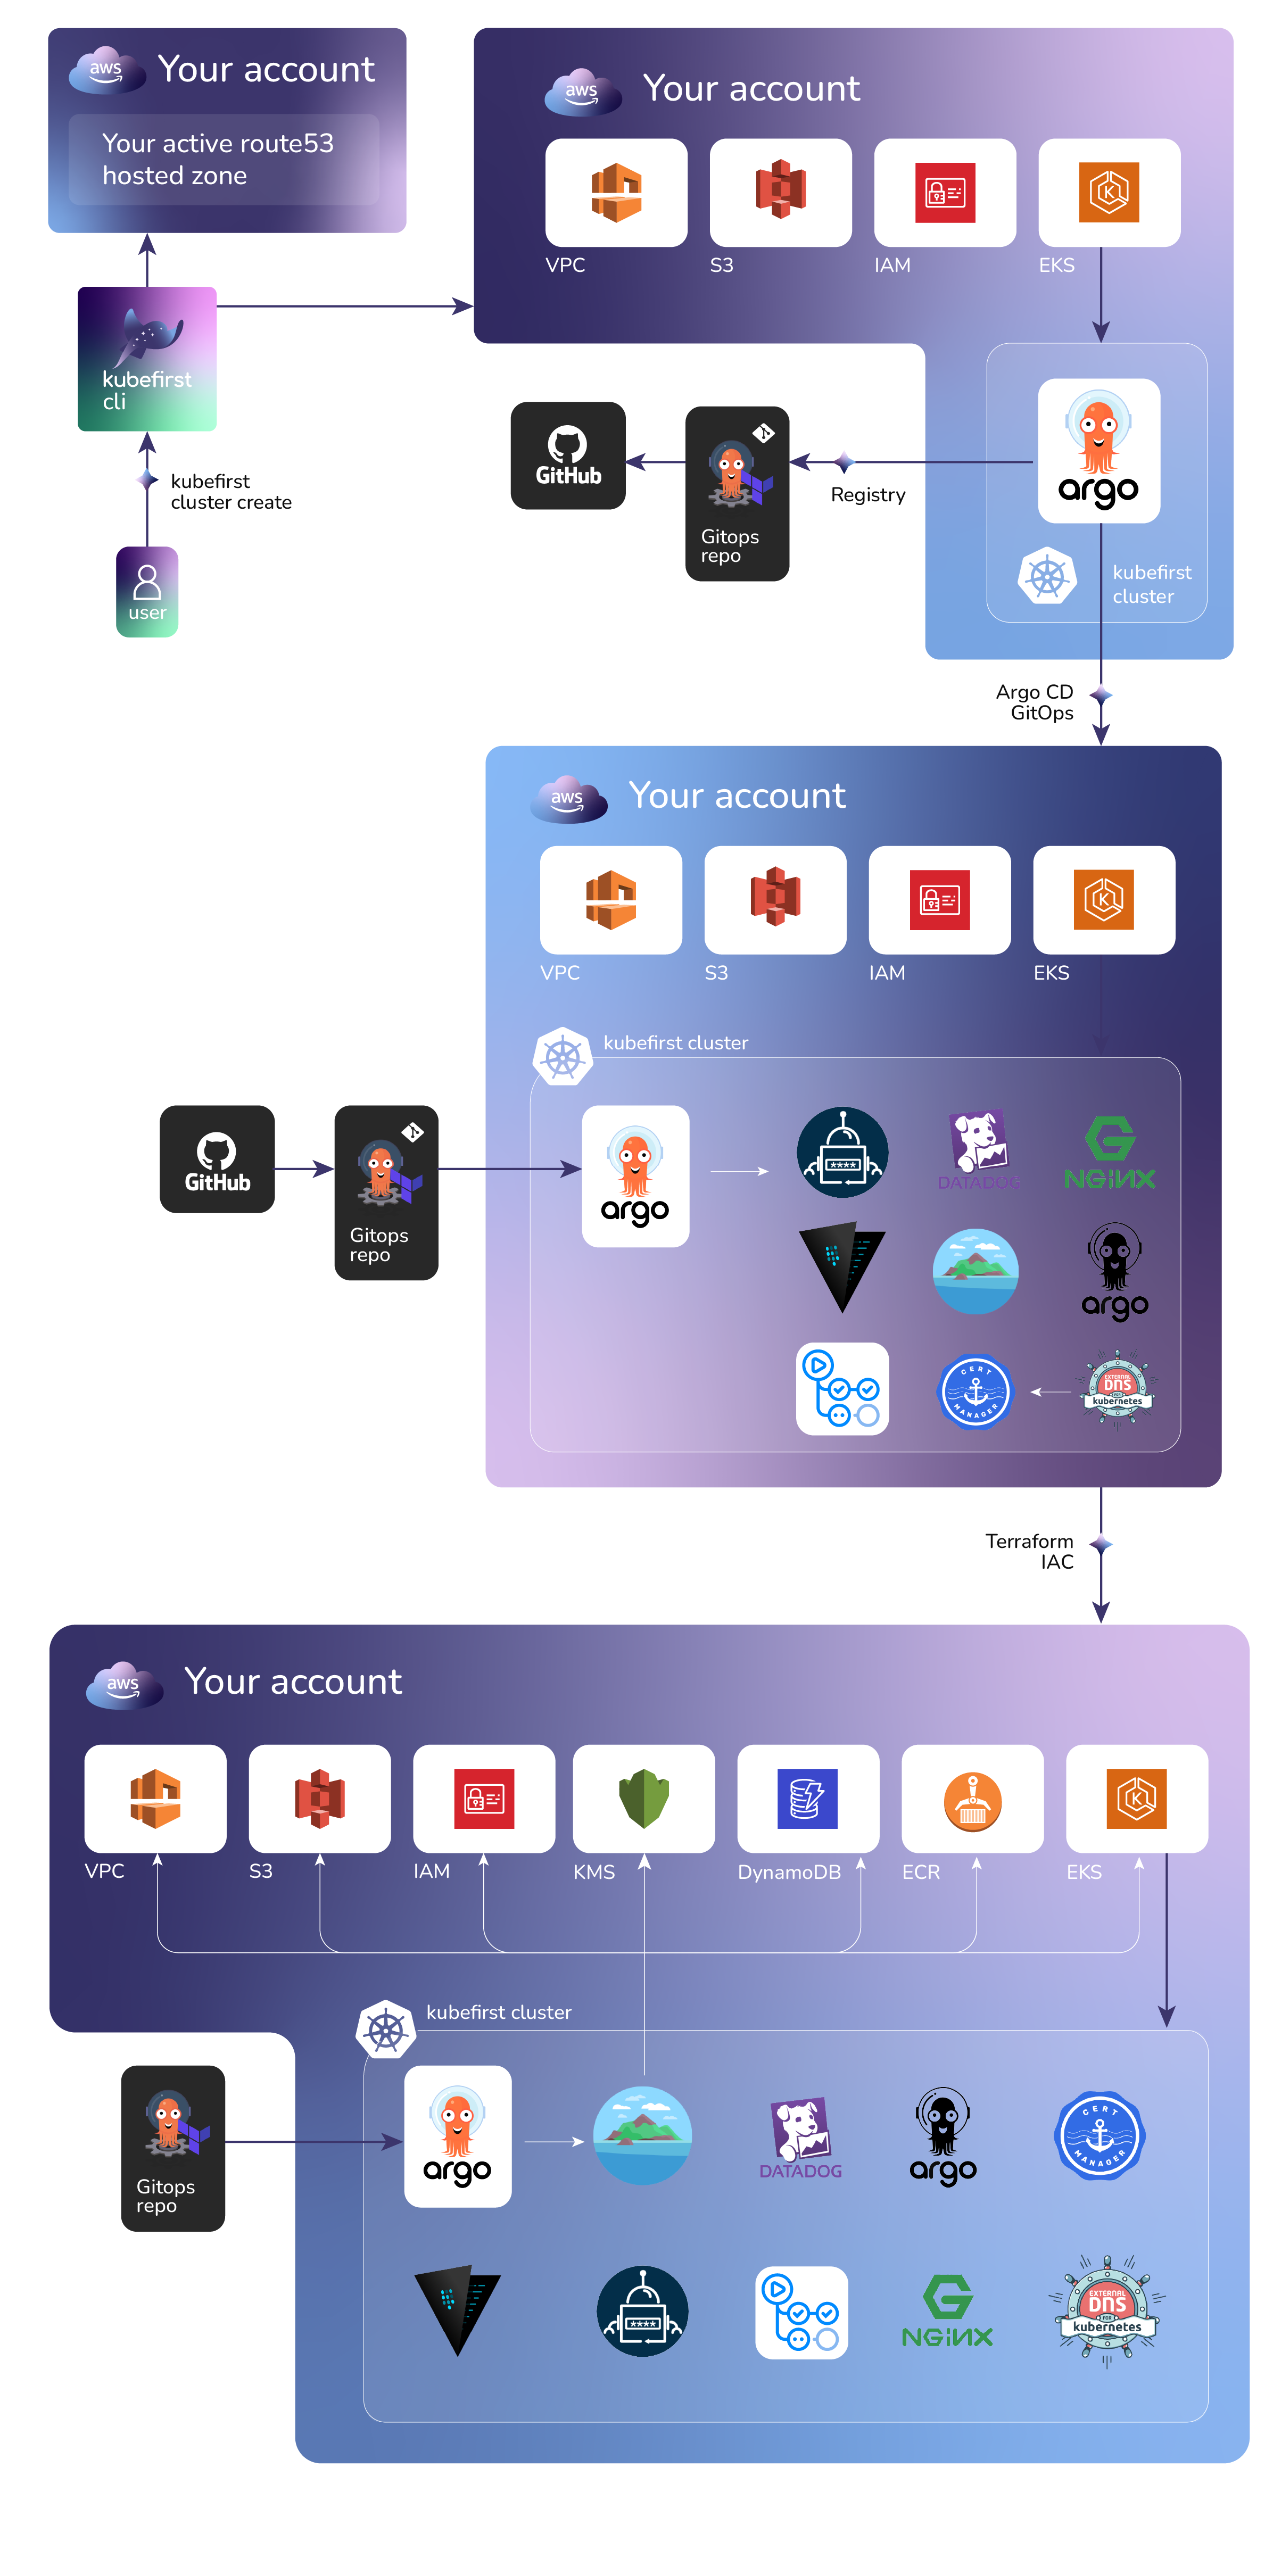 aws
Your account
Your active route53
hosted zone
kubefirst
cli
kubefirst
cluster create
user
aws
Your account
VPC
S3
IAM
K
EKS
GitHub
Gitops
repo
Registry
argo
kubefirst
cluster
Argo CD
GitOps
aws
Your account
VPC
S3
IAM
K
EKS
kubefirst cluster
GitHub
Gitops
repo
argo
****
DATADOG
NGINX
argo
CERT
MANAGER
EXTERNAL
DNS
FOR
kubernetes
Terraform
IAC
aws
Your account
VPC
S3
IAM
KMS
DynamoDB
ECR
K
EKS
kubefirst cluster
Gitops
repo
argo
DATADOG
argo
CERT
MANAGER
****
NGINX
EXTERNAL
DNS
FOR
kubernetes